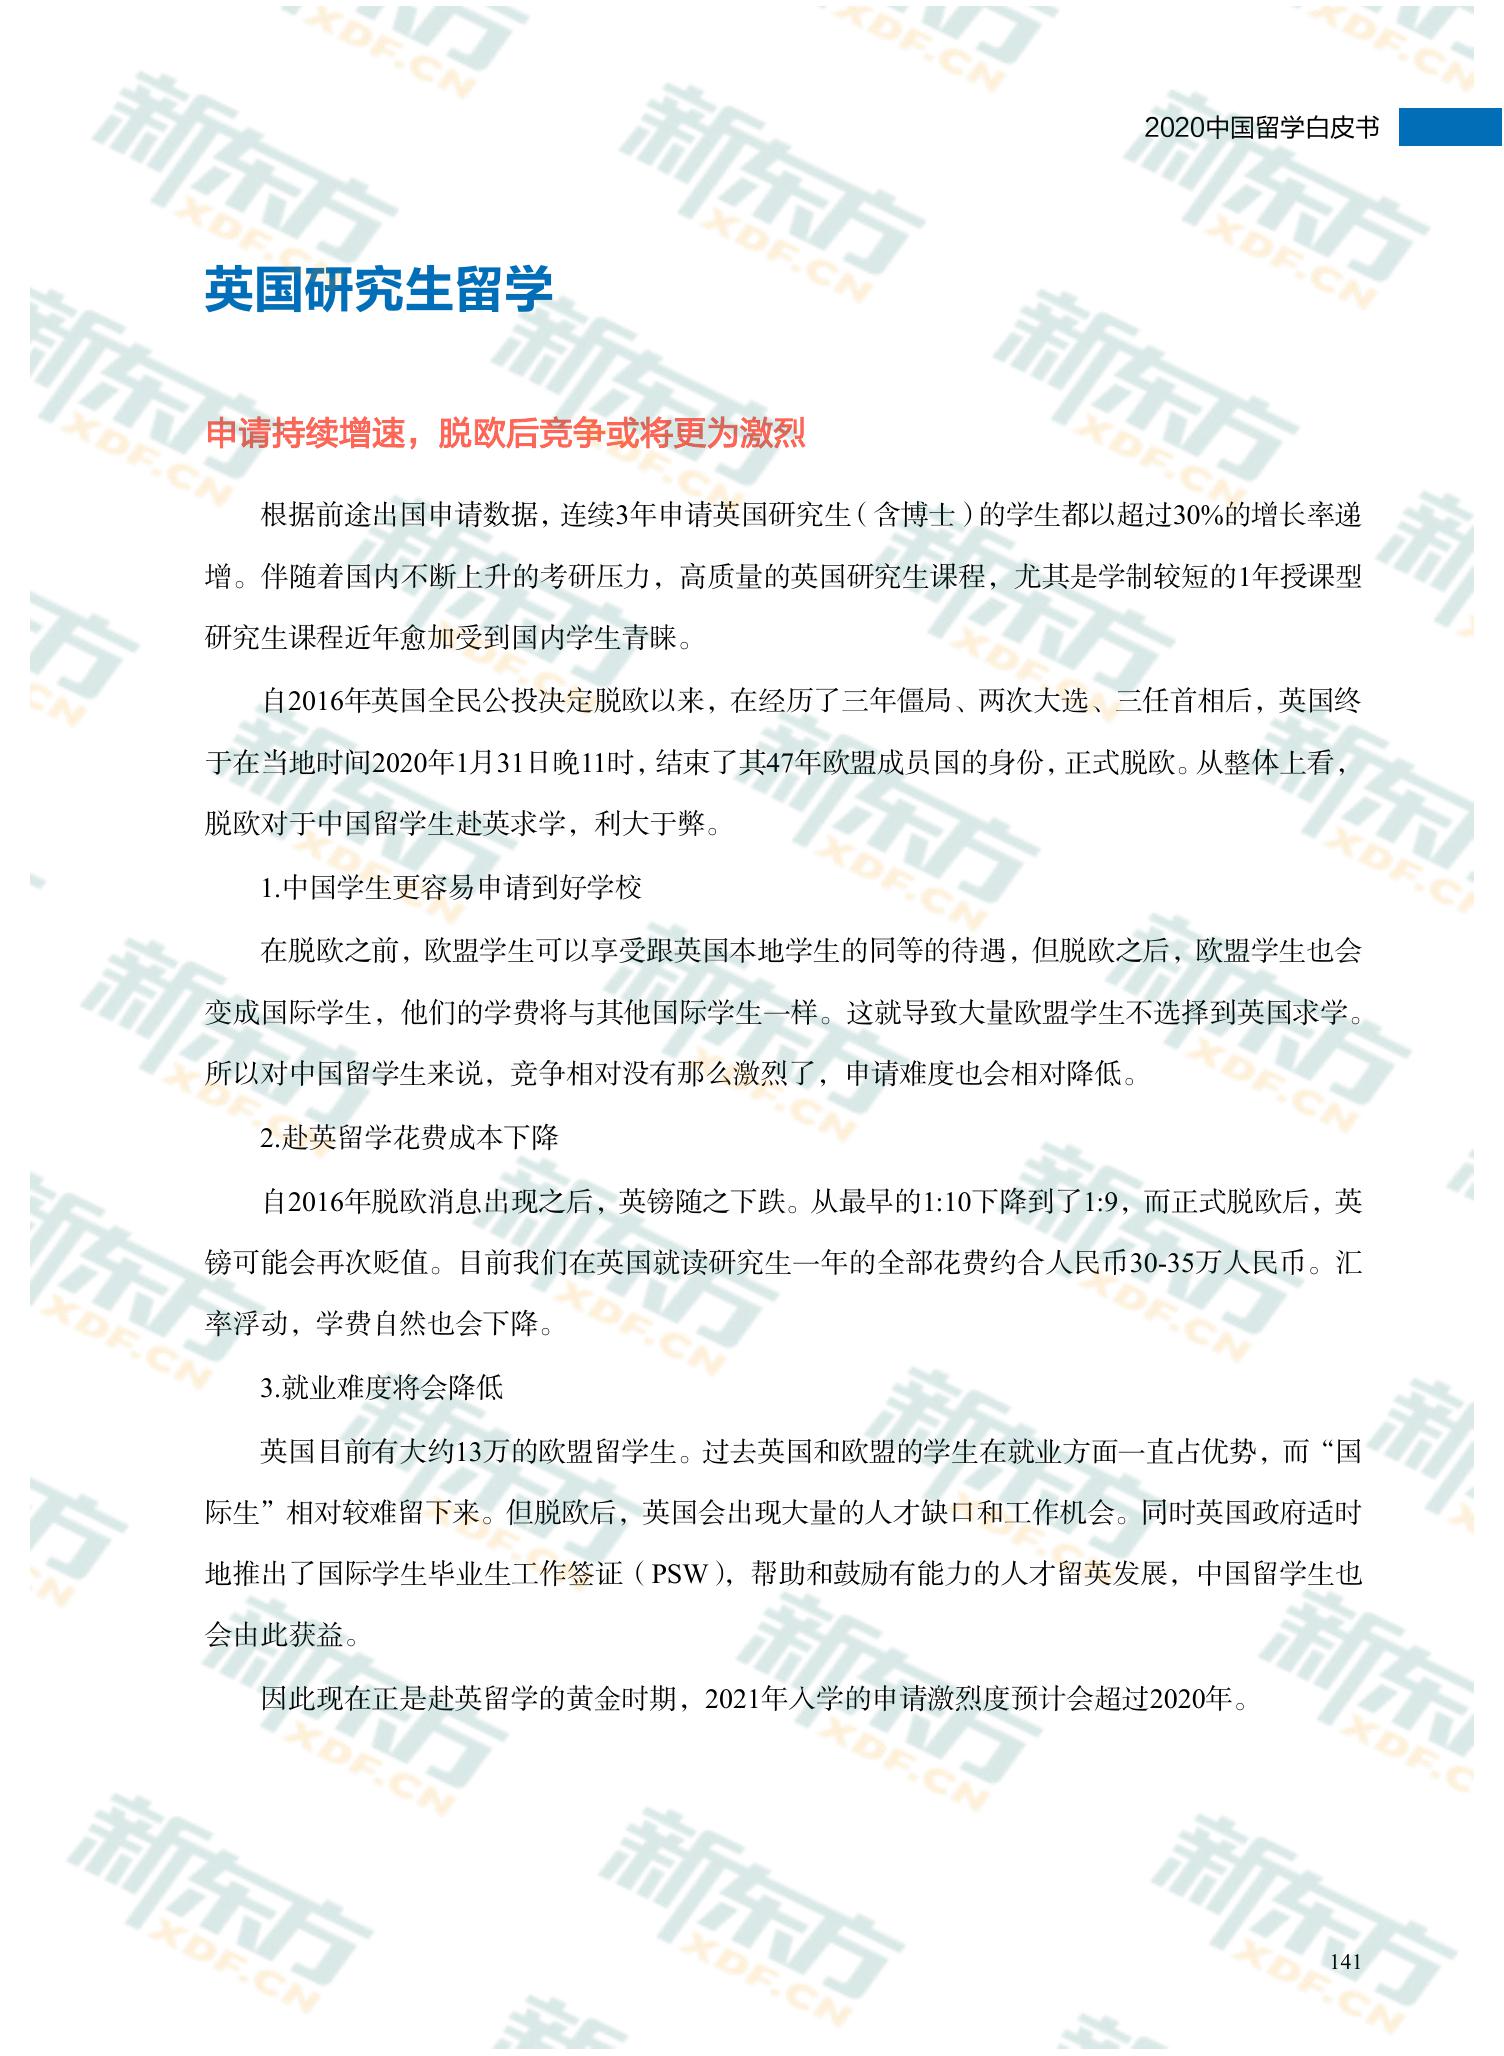 2020中国留学白皮书
英国研究生留学
申请持续增速，脱欧后竞争或将更为激烈
根据前途出国申请数据，连续3年申请英国研究生（含博士）的学生都以超过30%的增长率递
增。伴随着国内不断上升的考研压力，高质量的英国研究生课程，尤其是学制较短的1年授课型
研究生课程近年愈加受到国内学生青睐。
自2016年英国全民公投决定脱欧以来，在经历了三年僵局、两次大选、三任首相后，英国终
于在当地时间2020年1月31日晚11时，结束了其47年欧盟成员国的身份，正式脱欧。从整体上看，
脱欧对于中国留学生赴英求学，利大于弊。
1.中国学生更容易申请到好学校
在脱欧之前，欧盟学生可以享受跟英国本地学生的同等的待遇，但脱欧之后，欧盟学生也会
变成国际学生，他们的学费将与其他国际学生一样。这就导致大量欧盟学生不选择到英国求学。
所以对中国留学生来说，竞争相对没有那么激烈了，申请难度也会相对降低。
2.赴英留学花费成本下降
自2016年脱欧消息出现之后，英镑随之下跌。从最早的1:10下降到了1:9，而正式脱欧后，英
镑可能会再次贬值。目前我们在英国就读研究生一年的全部花费约合人民币30-35万人民币。汇
率浮动，学费自然也会下降。
3.就业难度将会降低
英国目前有大约13万的欧盟留学生。过去英国和欧盟的学生在就业方面一直占优势，而“国
际生”相对较难留下来。但脱欧后，英国会出现大量的人才缺口和工作机会。同时英国政府适时
地推出了国际学生毕业生工作签证（PSW），帮助和鼓励有能力的人才留英发展，中国留学生也
会由此获益。
因此现在正是赴英留学的黄金时期，2021年入学的申请激烈度预计会超过2020年。
141